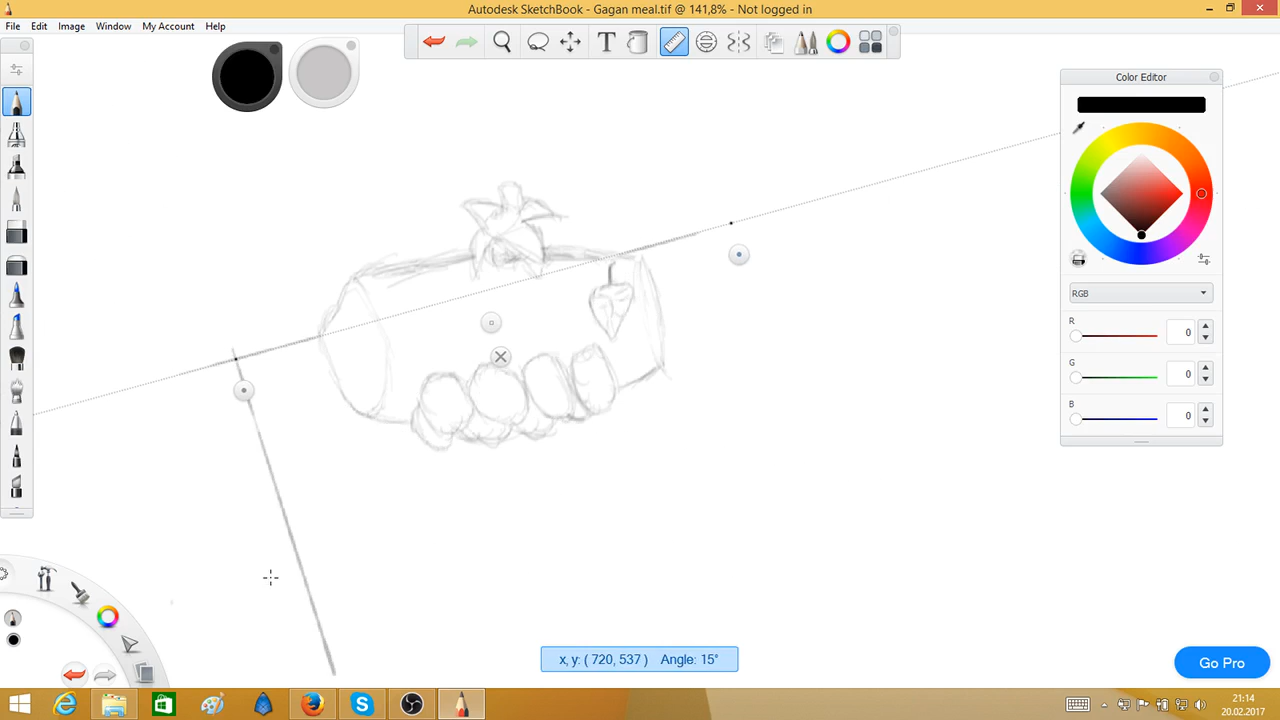 Autodesk SketchBook - Gagan meal.tif @ 141,8% - Not logged in
File Edit Image Window My Account Help
Color Editor
RGB
R 0
G 0
B 0
x, y: ( 720, 537 ) Angle: 15°
Go Pro
21:14
20.02.2017